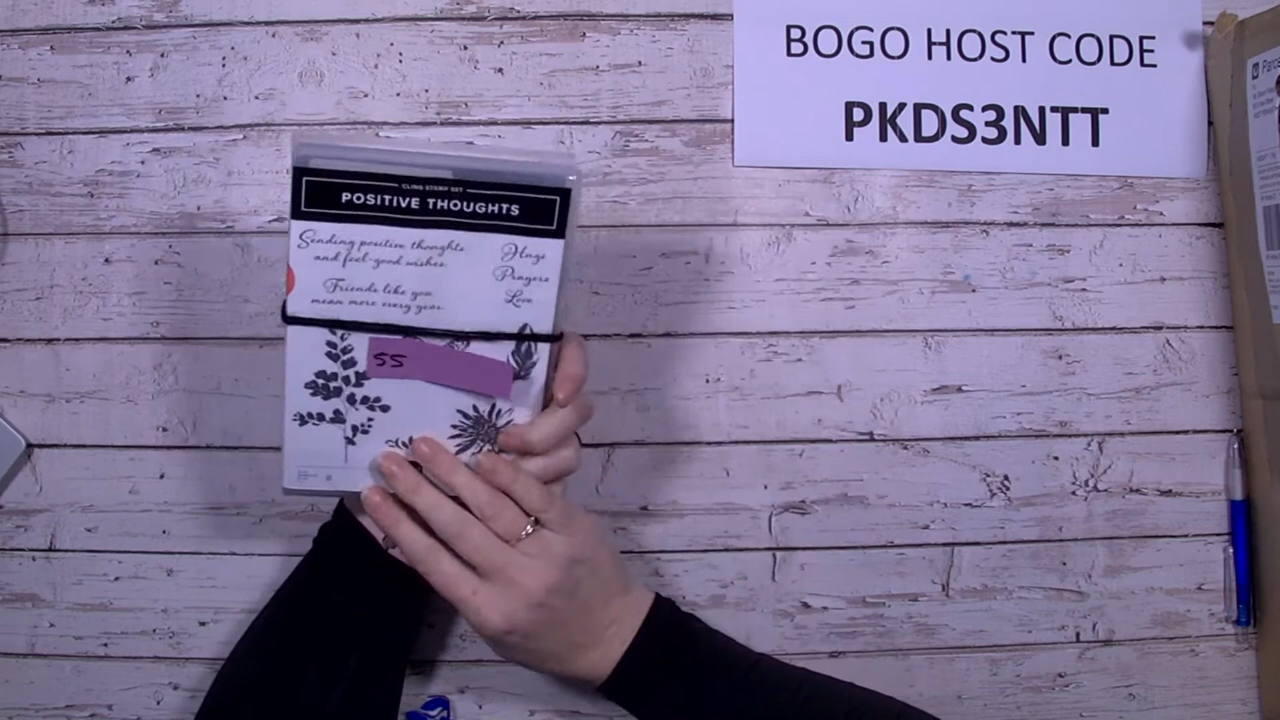 BOGO HOST CODE
PKDS3NTT
CLING STAMP SET
POSITIVE THOUGHTS
Sending positive thoughts
and feel-good wishes.
Friends like you
mean more every year.
Hugs
Prayers
Love
55